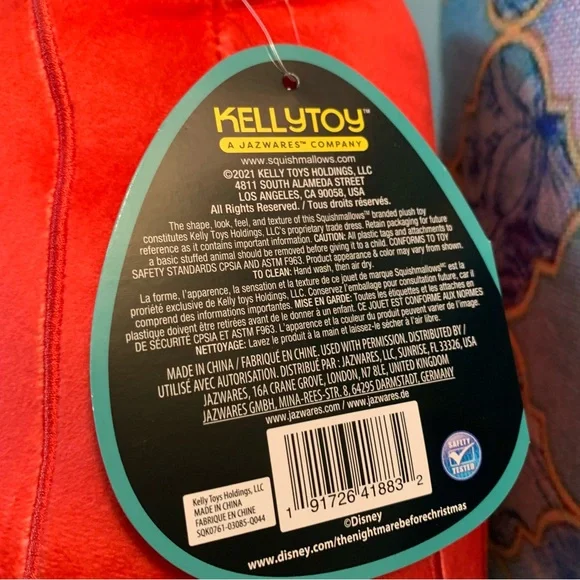 KELLYTOY™
A JAZWARES™ COMPANY
www.squishmallows.com
©2021 KELLY TOYS HOLDINGS, LLC
4811 SOUTH ALAMEDA STREET
LOS ANGELES, CA 90058, USA
All Rights Reserved. / Tous droits réservés.
The shape, look, feel, and texture of this Squishmallows™ branded plush toy
constitutes Kelly Toys Holdings, LLC's proprietary trade dress. Retain packaging for future
reference as it contains important information. CAUTION: All plastic tags and attachments to
a basic stuffed animal should be removed before giving it to a child. CONFORMS TO TOY
SAFETY STANDARDS CPSIA AND ASTM F963. Product appearance & color may vary from shown.
TO CLEAN: Hand wash, then air dry.
La forme, l'apparence, la sensation et la texture de ce jouet de marque Squishmallowsᴹᶜ est la
propriété exclusive de Kelly Toys Holdings, LLC. Conservez l'emballage pour consultation future, car il
comprend des informations importantes. MISE EN GARDE: Toutes les étiquettes et les attaches en
plastique doivent être retirées avant de le donner à un enfant. CE JOUET EST CONFORME AUX NORMES
DE SÉCURITÉ CPSIA ET ASTM F963. L'apparence et la couleur du produit peuvent varier de l'image.
NETTOYAGE: Lavez le produit à la main et laissez-le sécher à l'air libre.
MADE IN CHINA / FABRIQUÉ EN CHINE. USED WITH PERMISSION. DISTRIBUTED BY /
UTILISÉ AVEC AUTORISATION. DISTRIBUÉ PAR : JAZWARES, LLC, SUNRISE, FL 33326, USA
JAZWARES, 16A CRANE GROVE, LONDON, N7 8LE, UNITED KINGDOM
JAZWARES GMBH, MINA-REES-STR. 8, 64295 DARMSTADT, GERMANY
www.jazwares.com / www.jazwares.de
Kelly Toys Holdings, LLC
MADE IN CHINA
FABRIQUÉ EN CHINE
SQK0761-03085-Q044
1 91726 41883 2
SAFETY
TESTED
©Disney
www.disney.com/thenightmarebeforechristmas